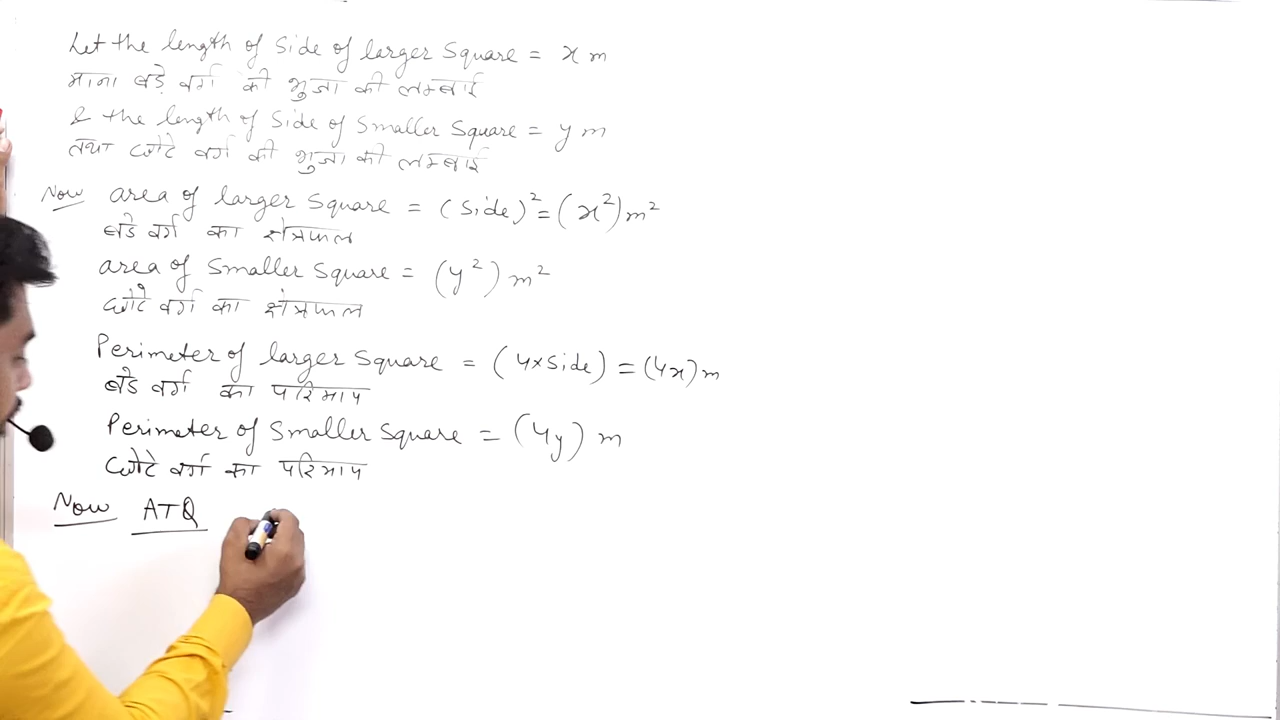 Let the length of Side of larger Square = x m
माना बड़े वर्ग की भुजा की लम्बाई
& the length of Side of Smaller Square = y m
तथा छोटे वर्ग की भुजा की लम्बाई
Now area of larger Square = (Side)² = (x²) m²
बडे वर्ग का क्षेत्रफल
area of Smaller Square = (y²) m²
छोटे वर्ग का क्षेत्रफल
Perimeter of larger Square = (4×Side) = (4x) m
बडे वर्ग का परिमाप
Perimeter of Smaller Square = (4y) m
छोटे वर्ग का परिमाप
Now ATQ